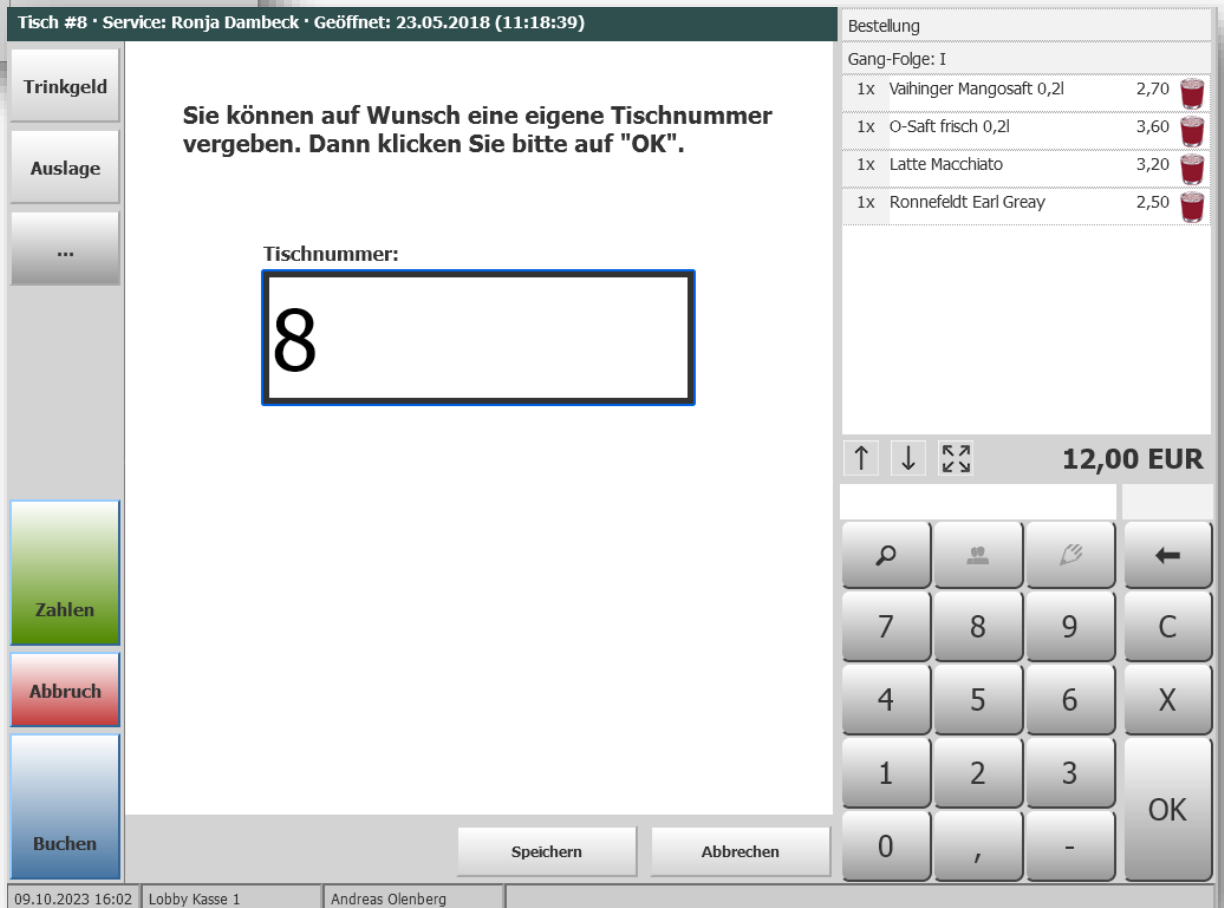 Tisch #8 · Service: Ronja Dambeck · Geöffnet: 23.05.2018 (11:18:39)
Trinkgeld
Auslage
...
Zahlen
Abbruch
Buchen
Sie können auf Wunsch eine eigene Tischnummer
vergeben. Dann klicken Sie bitte auf "OK".
Tischnummer:
8
Speichern Abbrechen
Bestellung
Gang-Folge: I
1x Vaihinger Mangosaft 0,2l 2,70
1x O-Saft frisch 0,2l 3,60
1x Latte Macchiato 3,20
1x Ronnefeldt Earl Greay 2,50
12,00 EUR
7 8 9 C
4 5 6 X
1 2 3
OK
0 , -
09.10.2023 16:02 Lobby Kasse 1 Andreas Olenberg